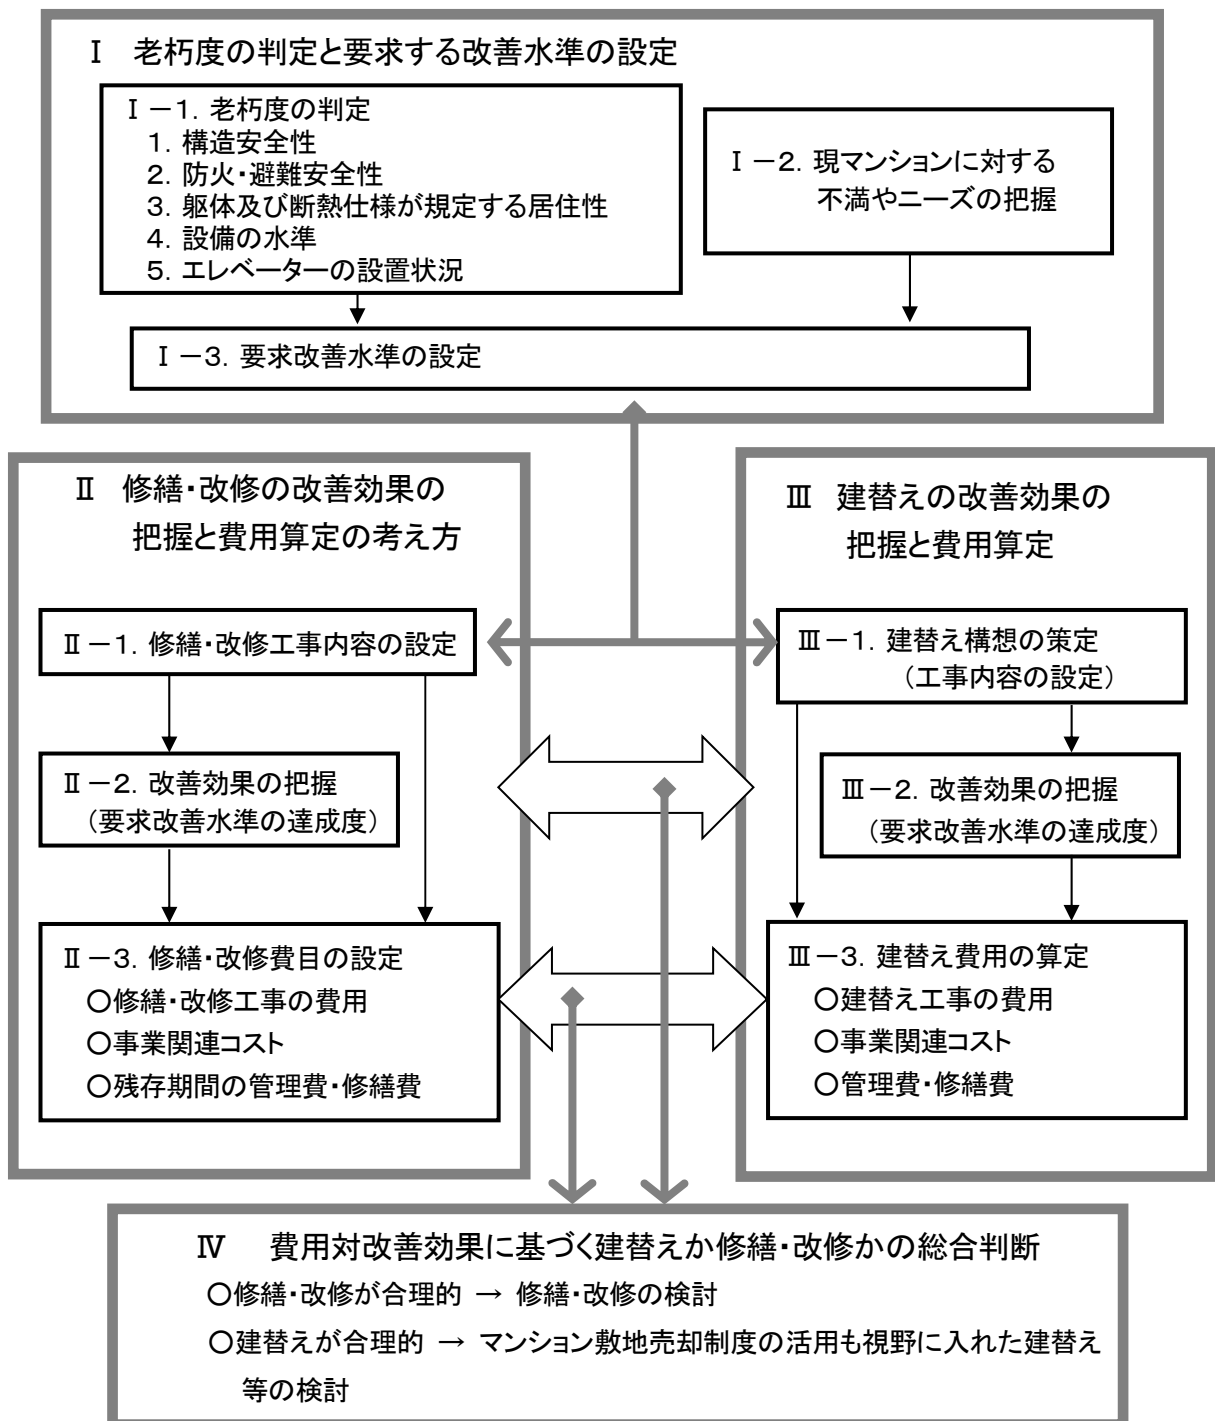 Ⅰ 老朽度の判定と要求する改善水準の設定
Ⅰ－１．老朽度の判定
１．構造安全性
２．防火・避難安全性
３．躯体及び断熱仕様が規定する居住性
４．設備の水準
５．エレベーターの設置状況
Ⅰ－２．現マンションに対する
不満やニーズの把握
Ⅰ－３．要求改善水準の設定
Ⅱ 修繕・改修の改善効果の
把握と費用算定の考え方
Ⅱ－１．修繕・改修工事内容の設定
Ⅱ－２．改善効果の把握
（要求改善水準の達成度）
Ⅱ－３．修繕・改修費目の設定
○修繕・改修工事の費用
○事業関連コスト
○残存期間の管理費・修繕費
Ⅲ 建替えの改善効果の
把握と費用算定
Ⅲ－１．建替え構想の策定
（工事内容の設定）
Ⅲ－２．改善効果の把握
（要求改善水準の達成度）
Ⅲ－３．建替え費用の算定
○建替え工事の費用
○事業関連コスト
○管理費・修繕費
Ⅳ 費用対改善効果に基づく建替えか修繕・改修かの総合判断
○修繕・改修が合理的 → 修繕・改修の検討
○建替えが合理的 → マンション敷地売却制度の活用も視野に入れた建替え
等の検討